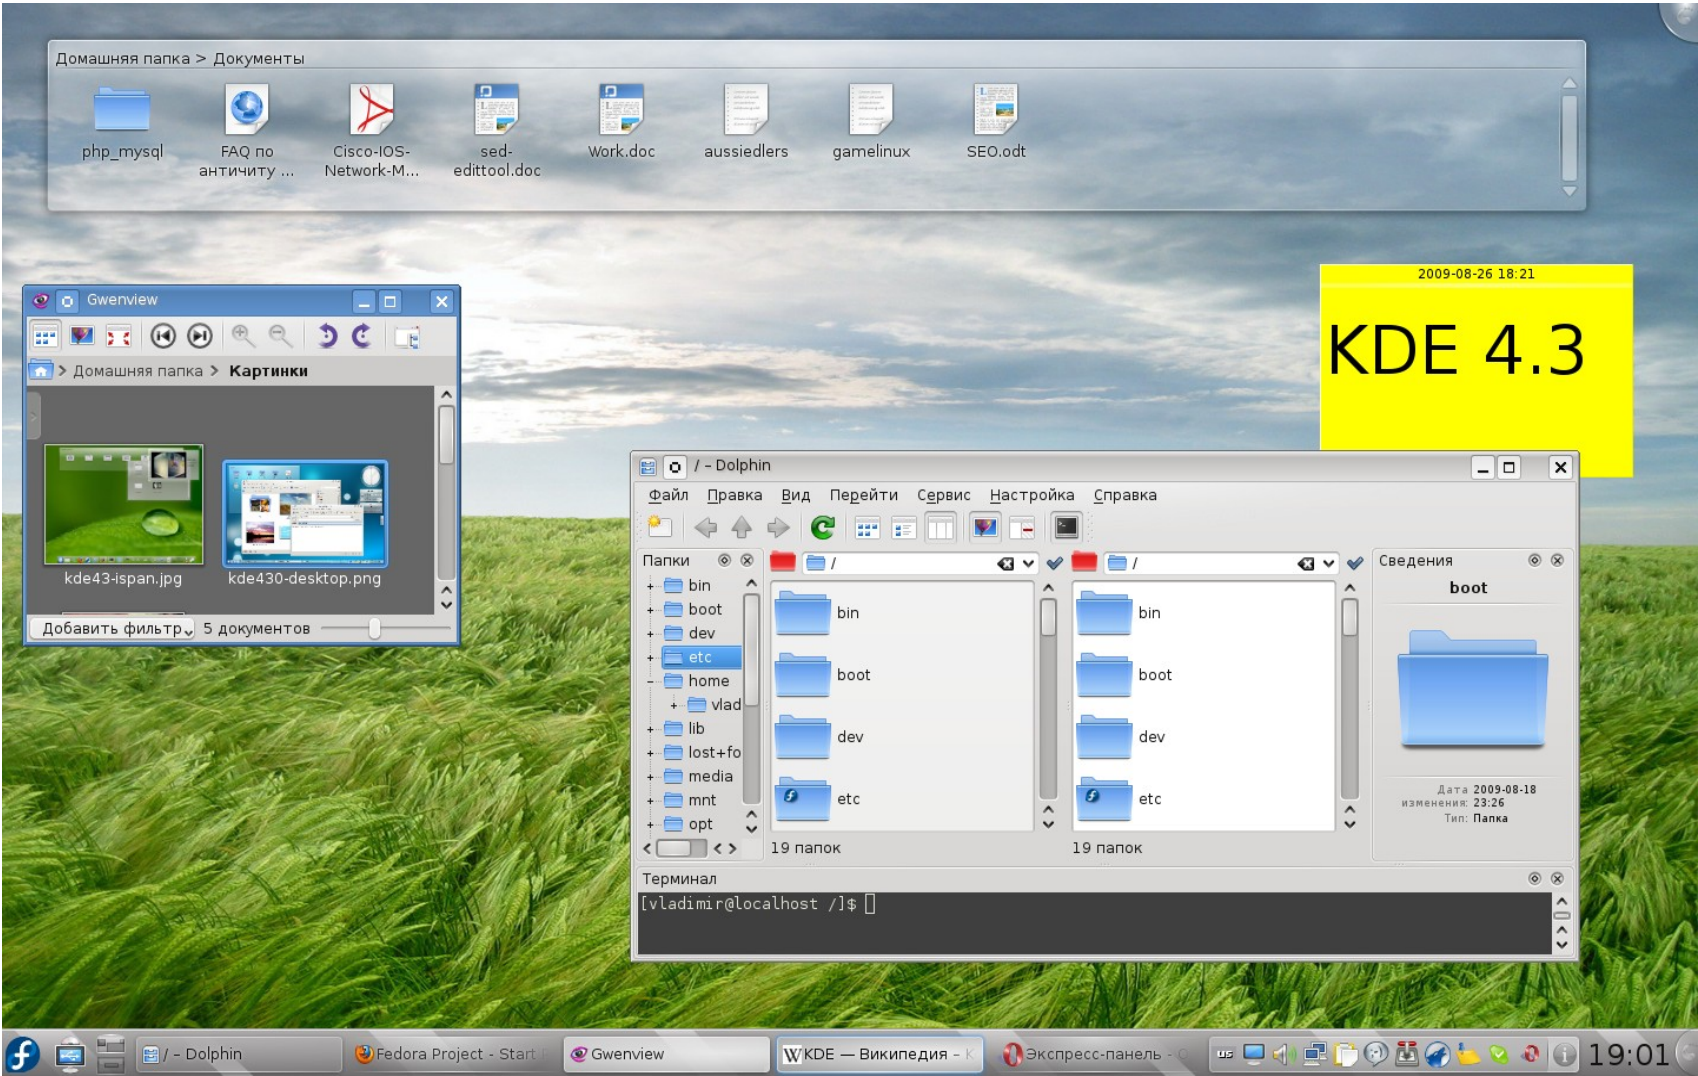 Домашняя папка > Документы
php_mysql
FAQ по античиту ...
Cisco-IOS-Network-M...
sed-edittool.doc
Work.doc
aussiedlers
gamelinux
SEO.odt
2009-08-26 18:21
KDE 4.3
Gwenview
> Домашняя папка > Картинки
kde43-ispan.jpg
kde430-desktop.png
Добавить фильтр
5 документов
/ – Dolphin
Файл Правка Вид Перейти Сервис Настройка Справка
Папки
bin
boot
dev
etc
home
vlad
lib
lost+fo
media
mnt
opt
/
bin
boot
dev
etc
19 папок
/
bin
boot
dev
etc
19 папок
Сведения
boot
Дата изменения: 2009-08-18 23:26
Тип: Папка
Терминал
[vladimir@localhost /]$
/ – Dolphin
Fedora Project - Start
Gwenview
W KDE — Википедия – K
Экспресс-панель -
us
19:01